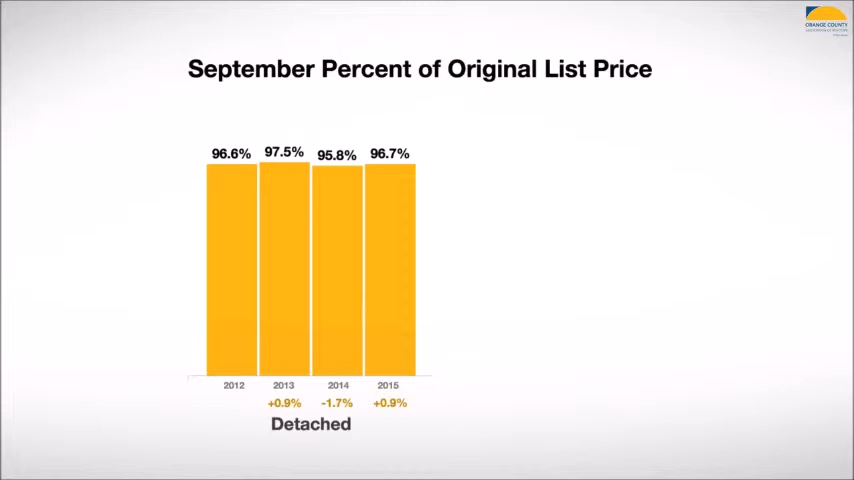 ORANGE COUNTY
September Percent of Original List Price
96.6% 97.5% 95.8% 96.7%
2012 2013 2014 2015
+0.9% -1.7% +0.9%
Detached